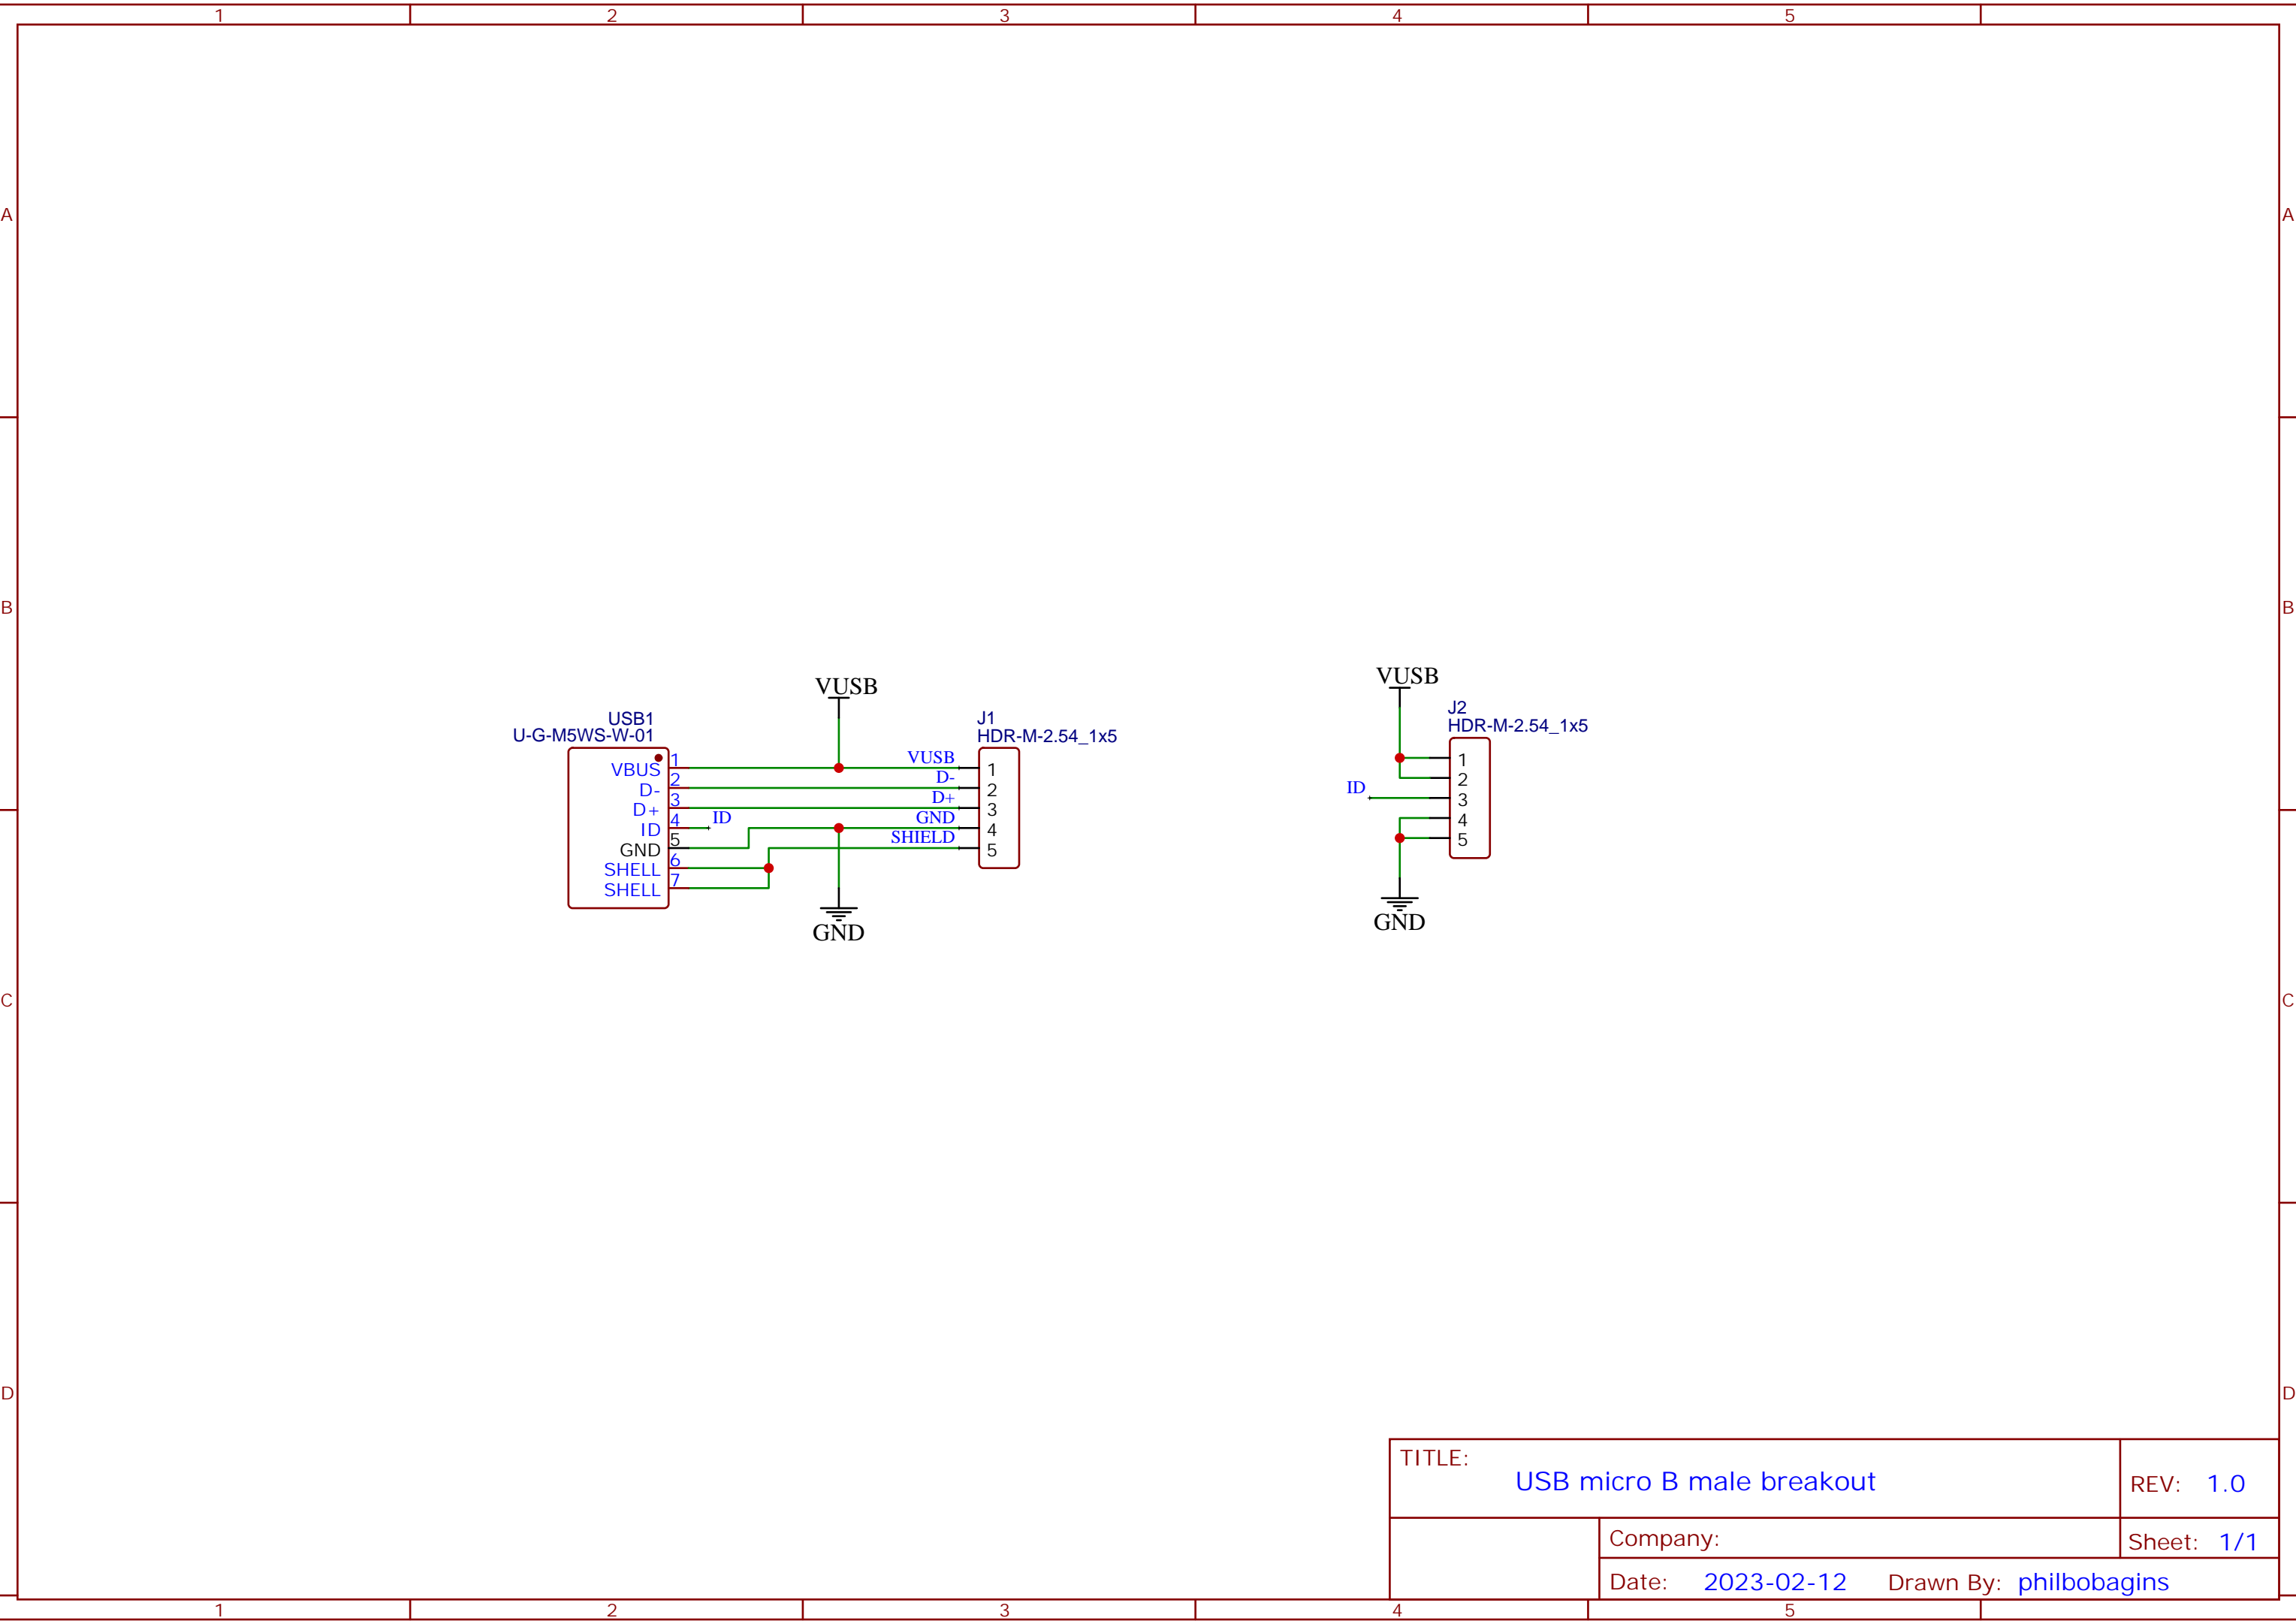 1 2 3 4 5
A A
B B
VUSB
VUSB
USB1
U-G-M5WS-W-01
J1
HDR-M-2.54_1x5
J2
HDR-M-2.54_1x5
VBUS 1 VUSB 1
D- 2 D- 2
D+ 3 D+ 3
ID 4 ID GND 4
GND 5 SHIELD 5
SHELL 6
SHELL 7
GND
1
2
ID 3
4
5
GND
C C
D D
TITLE:
USB micro B male breakout
REV: 1.0
Company:
Sheet: 1/1
Date: 2023-02-12 Drawn By: philbobagins
1 2 3 4 5